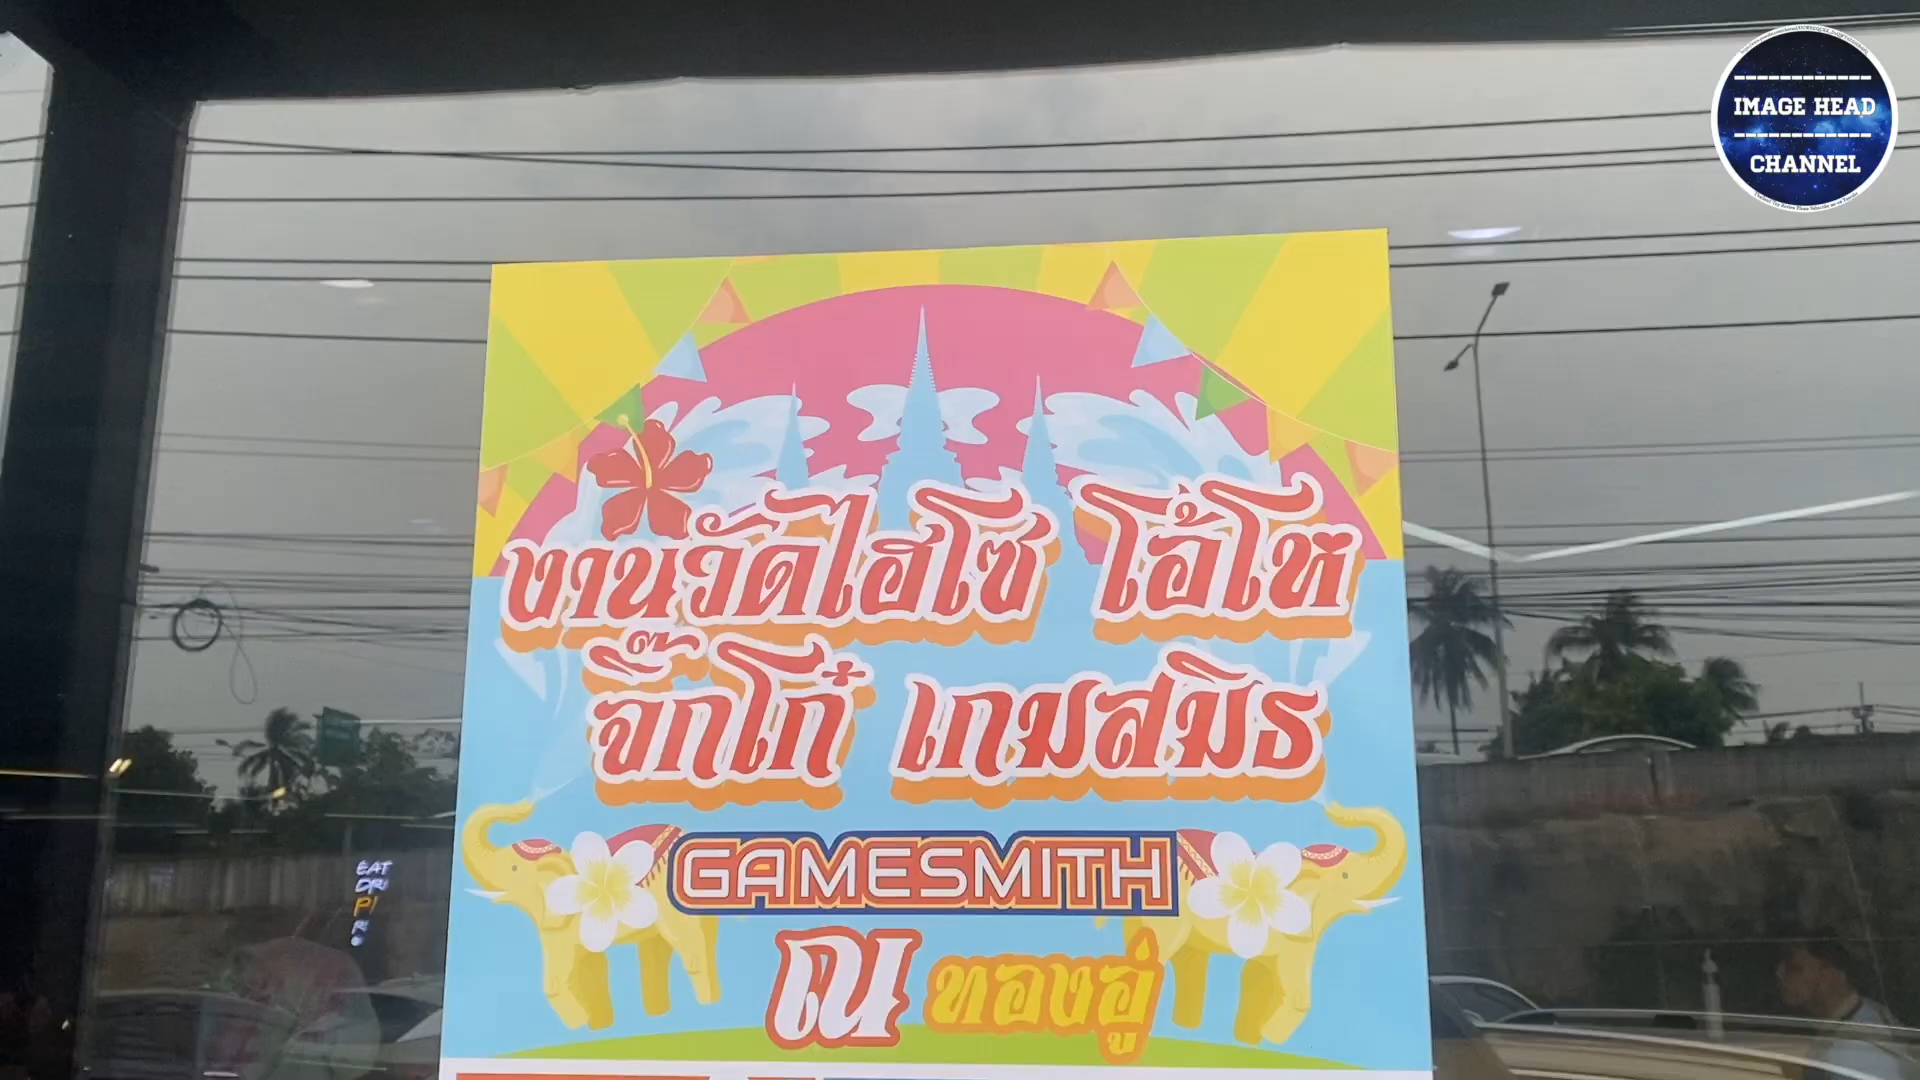 IMAGE HEAD
CHANNEL
งานวัดไฮโซ โอ้โห
จิ๊กโก๋ เกมสมิธ
GAMESMITH
ณ ทองอู่
EAT